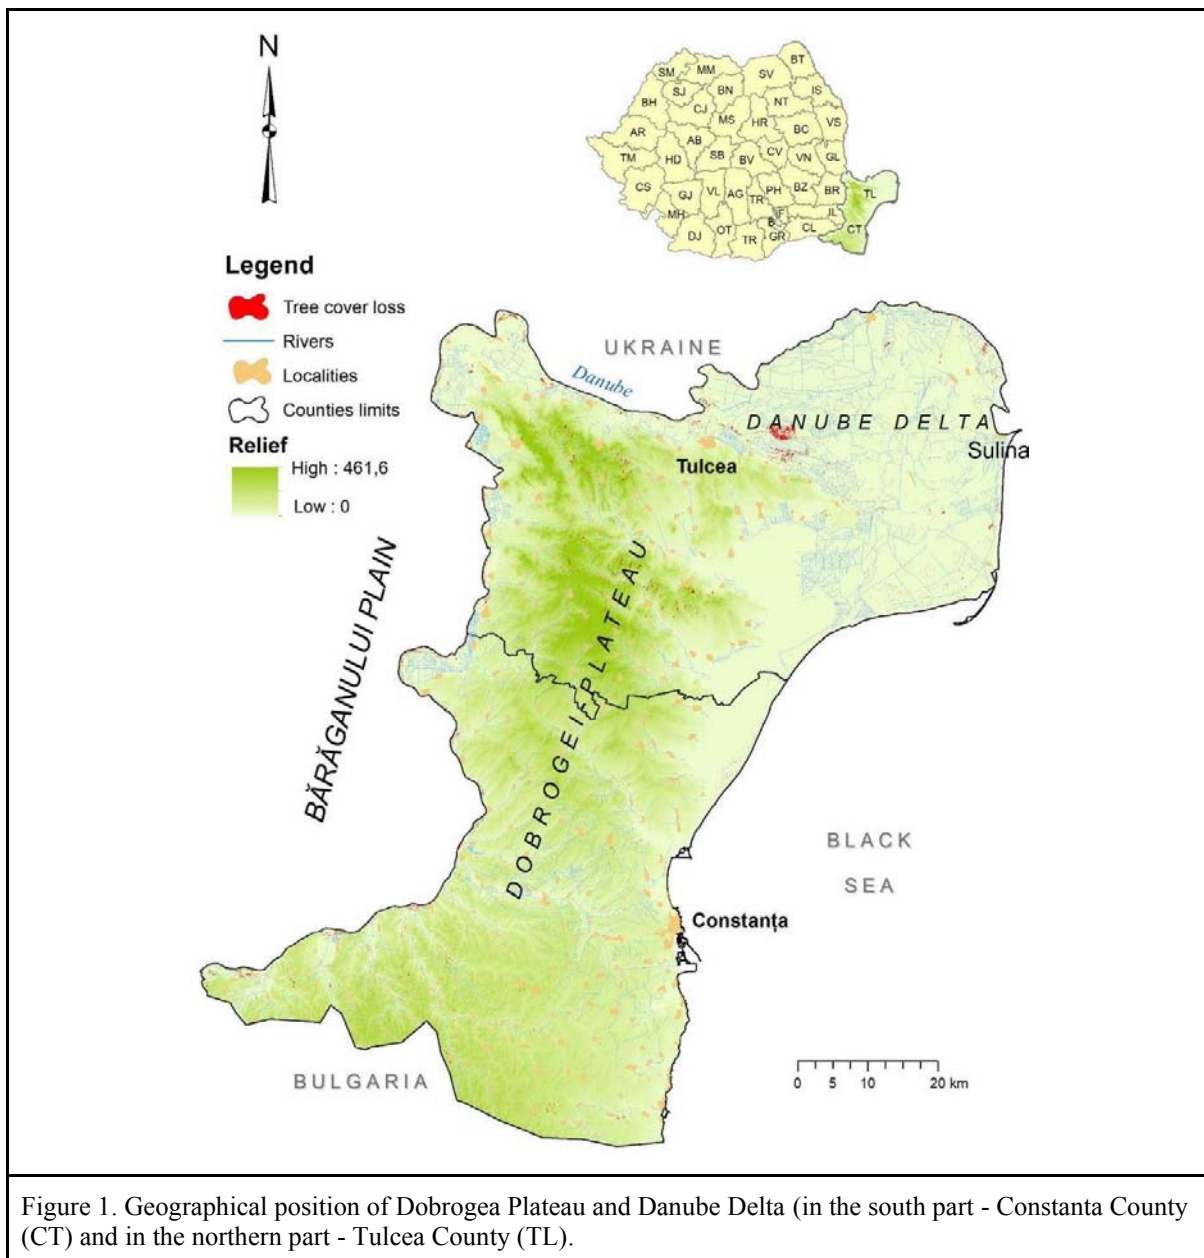 N
BT
SM
MM
SV
SJ
BN
IS
BH
CJ
NT
MS
HR
VS
AR
AB
BC
TM
HD
SB
BV
CV
VN
GL
CS
GJ
VL
AG
PH
BZ
BR
TL
TR
MH
IL
B
F
DJ
OT
TR
GR
CL
CT
Legend
Tree cover loss
Rivers
Localities
Counties limits
Relief
High : 461,6
Low : 0
UKRAINE
Danube
DANUBE DELTA
Sulina
Tulcea
BĂRĂGANULUI PLAIN
DOBROGEI PLATEAU
BLACK
SEA
Constanța
BULGARIA
0 5 10 20 km
Figure 1. Geographical position of Dobrogea Plateau and Danube Delta (in the south part - Constanta County
(CT) and in the northern part - Tulcea County (TL).